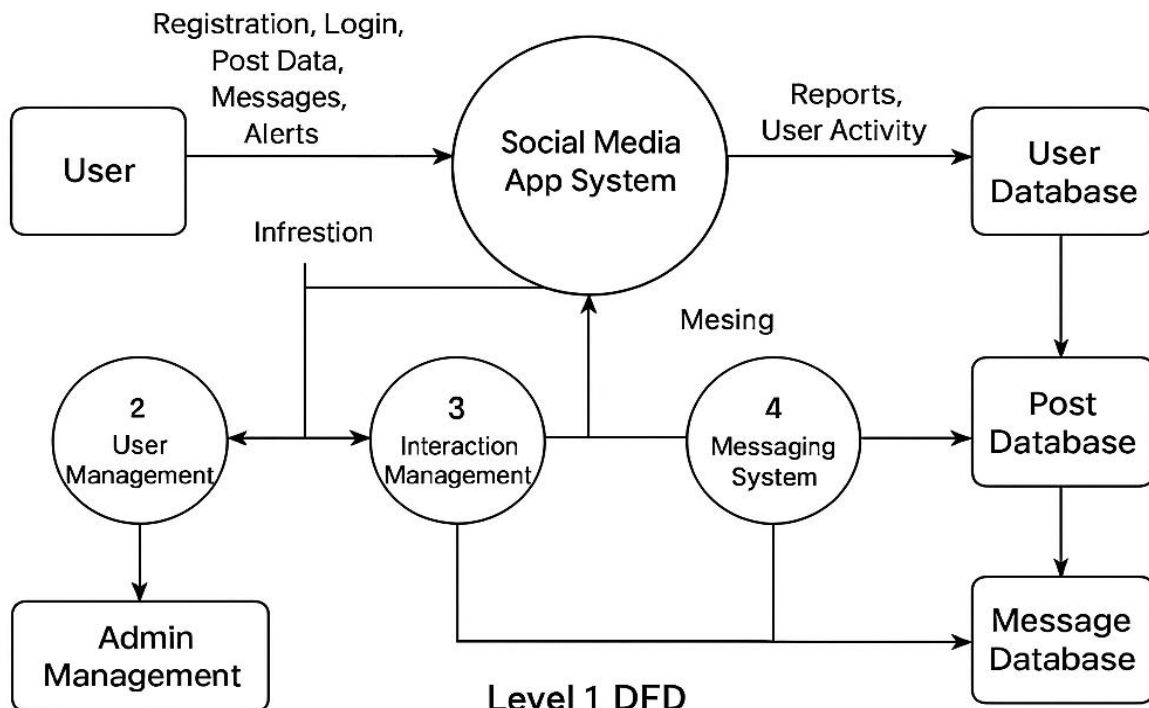 Registration, Login,
Post Data,
Messages,
Alerts
User
Social Media
App System
Reports,
User Activity
User
Database
Infrestion
Mesing
2
User
Management
3
Interaction
Management
4
Messaging
System
Post
Database
Admin
Management
Message
Database
Level 1 DFD